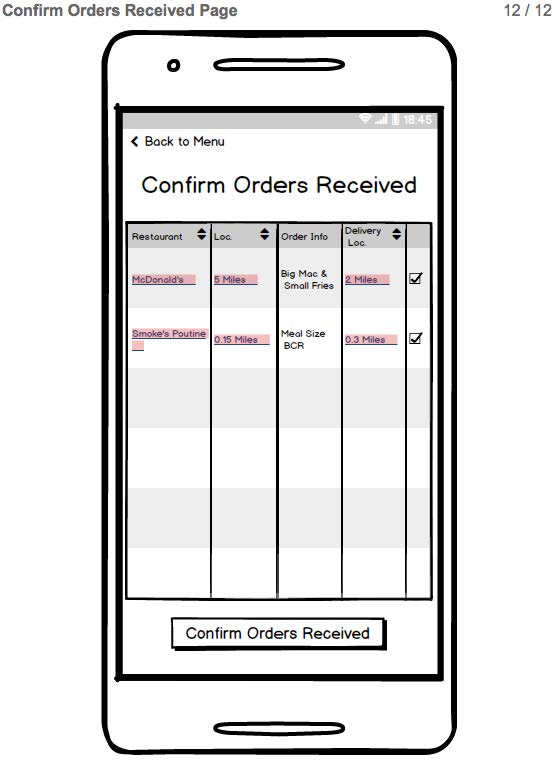 Confirm Orders Received Page
12 / 12
18:45
Back to Menu
Confirm Orders Received
Restaurant
Loc.
Order Info
Delivery
Loc.
McDonald's
5 Miles
Big Mac &
Small Fries
2 Miles
Smoke's Poutine
0.15 Miles
Meal Size
BCR
0.3 Miles
Confirm Orders Received